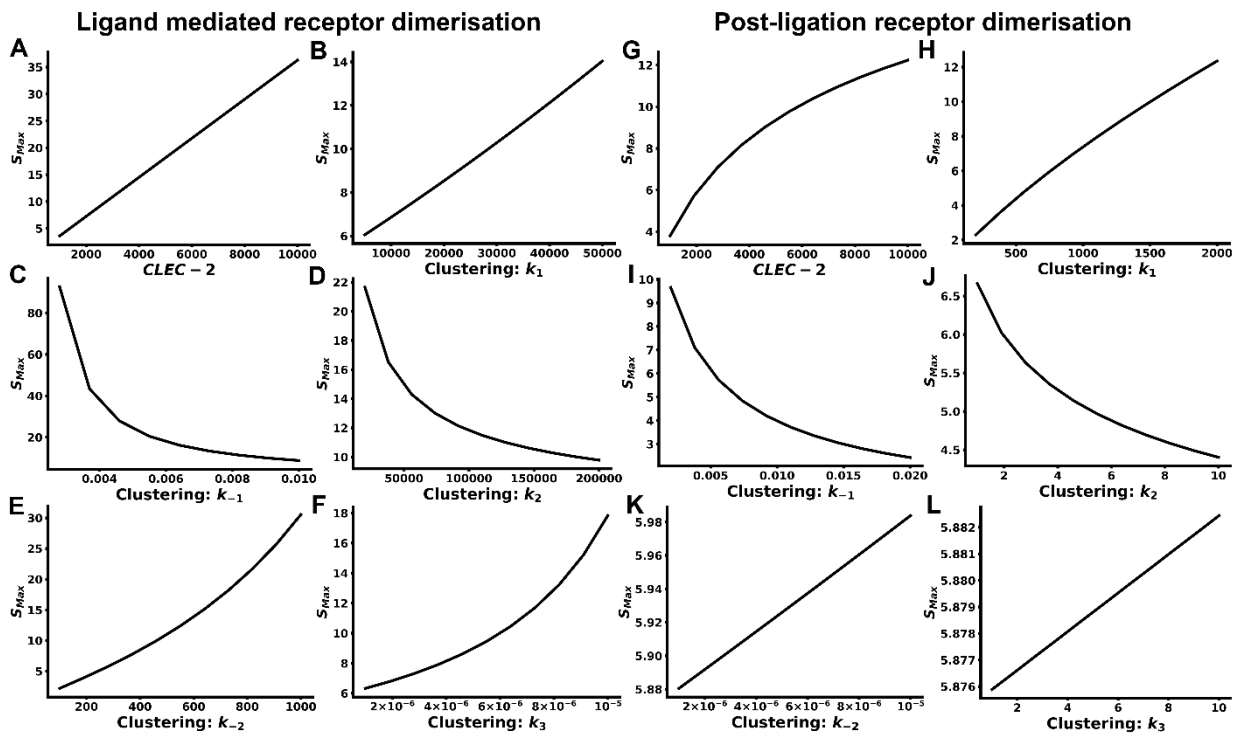 Ligand mediated receptor dimerisation
Post-ligation receptor dimerisation
A
35
30
25
20
15
10
5
S_Max
2000 4000 6000 8000 10000
CLEC − 2
B
14
12
10
8
6
S_Max
10000 20000 30000 40000 50000
Clustering: k₁
G
12
10
8
6
4
S_Max
2000 4000 6000 8000 10000
CLEC − 2
H
12
10
8
6
4
2
S_Max
500 1000 1500 2000
Clustering: k₁
C
80
60
40
20
S_Max
0.004 0.006 0.008 0.010
Clustering: k₋₁
D
22
20
18
16
14
12
10
S_Max
50000 100000 150000 200000
Clustering: k₂
I
10
9
8
7
6
5
4
3
S_Max
0.005 0.010 0.015 0.020
Clustering: k₋₁
J
6.5
6.0
5.5
5.0
4.5
S_Max
2 4 6 8 10
Clustering: k₂
E
30
25
20
15
10
5
S_Max
200 400 600 800 1000
Clustering: k₋₂
F
18
16
14
12
10
8
6
S_Max
2×10⁻⁶ 4×10⁻⁶ 6×10⁻⁶ 8×10⁻⁶ 10⁻⁵
Clustering: k₃
K
5.98
5.96
5.94
5.92
5.90
5.88
S_Max
2×10⁻⁶ 4×10⁻⁶ 6×10⁻⁶ 8×10⁻⁶ 10⁻⁵
Clustering: k₋₂
L
5.882
5.881
5.880
5.879
5.878
5.877
5.876
S_Max
2 4 6 8 10
Clustering: k₃